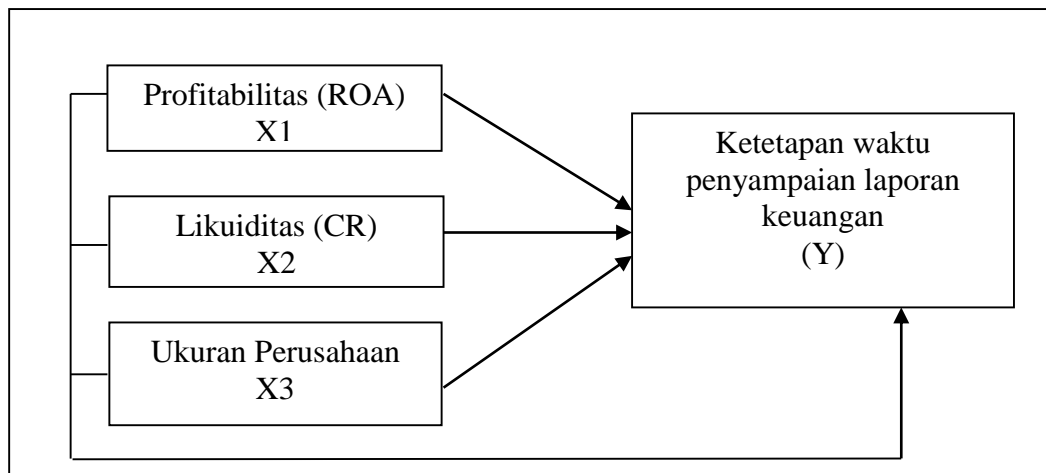 Profitabilitas (ROA)
X1
Likuiditas (CR)
X2
Ukuran Perusahaan
X3
Ketetapan waktu
penyampaian laporan
keuangan
(Y)